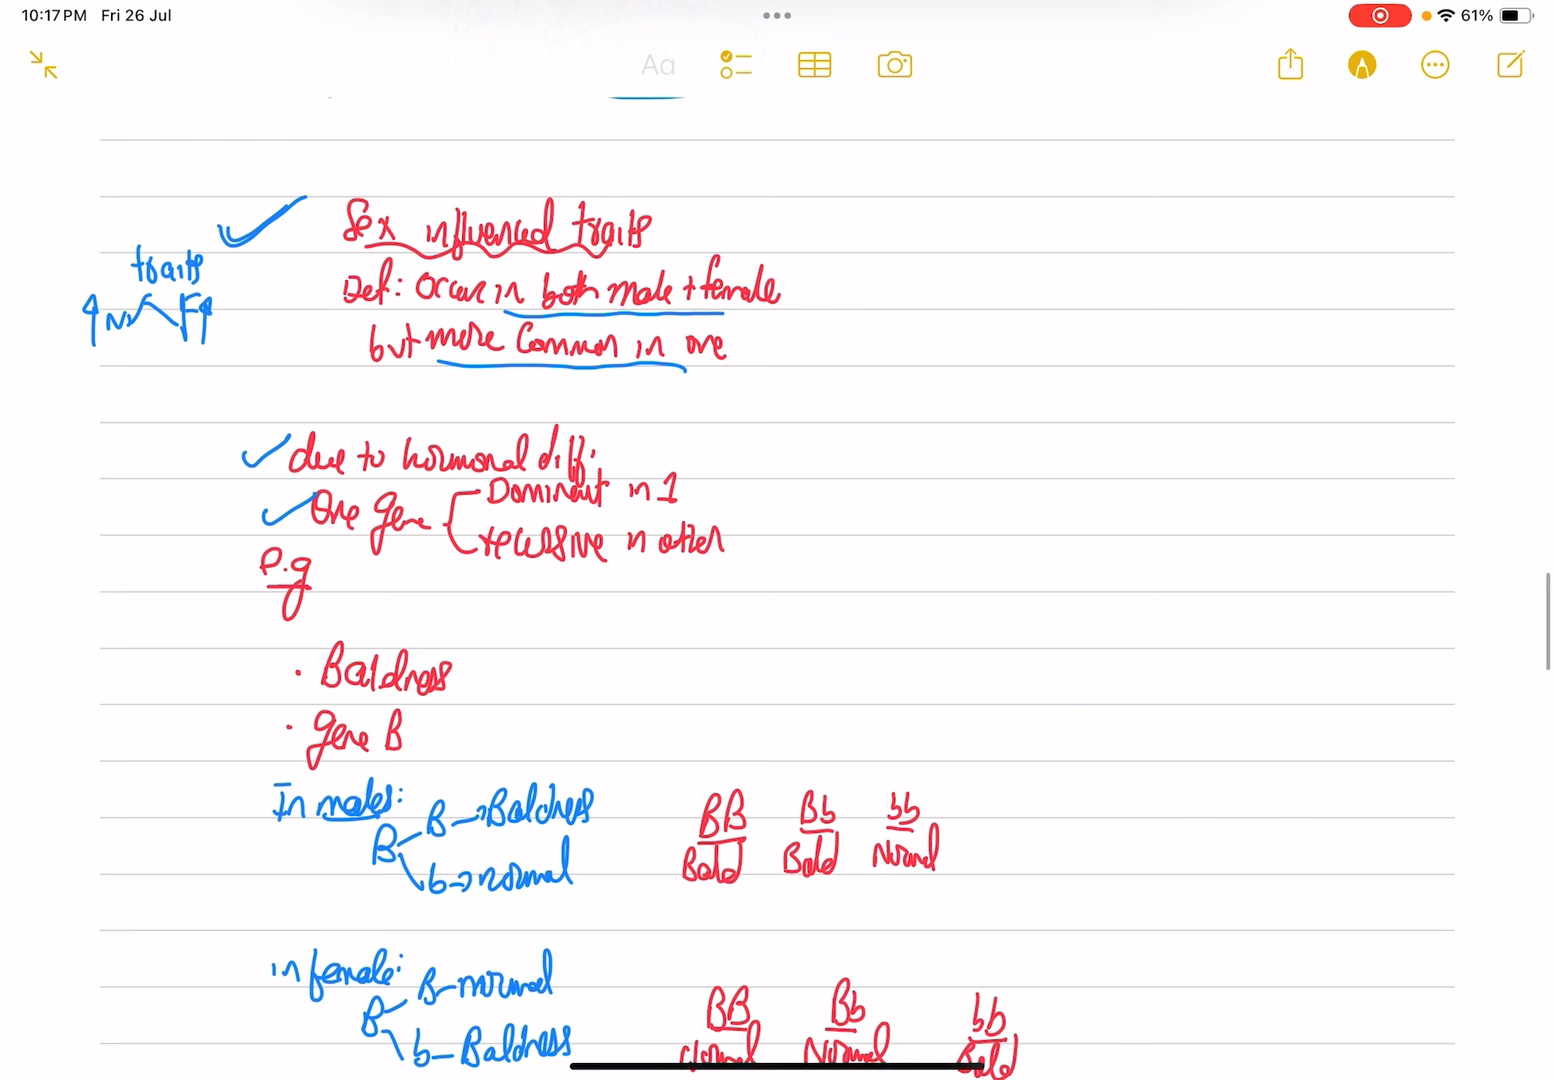 10:17 PM Fri 26 Jul
61%
Aa
Sex influenced traits
traits
Def: Occur in both male + female
M F
but more Common in one
due to hormonal diff:
One gene
Dominent in 1
recessive in other
e.g
• Baldness
• gene B
In males:
B → Baldness
B
b → normal
BB Bb bb
Bald Bald Normal
in female:
B - normal
B
b - Baldness
BB Bb bb
Normal Normal Bald